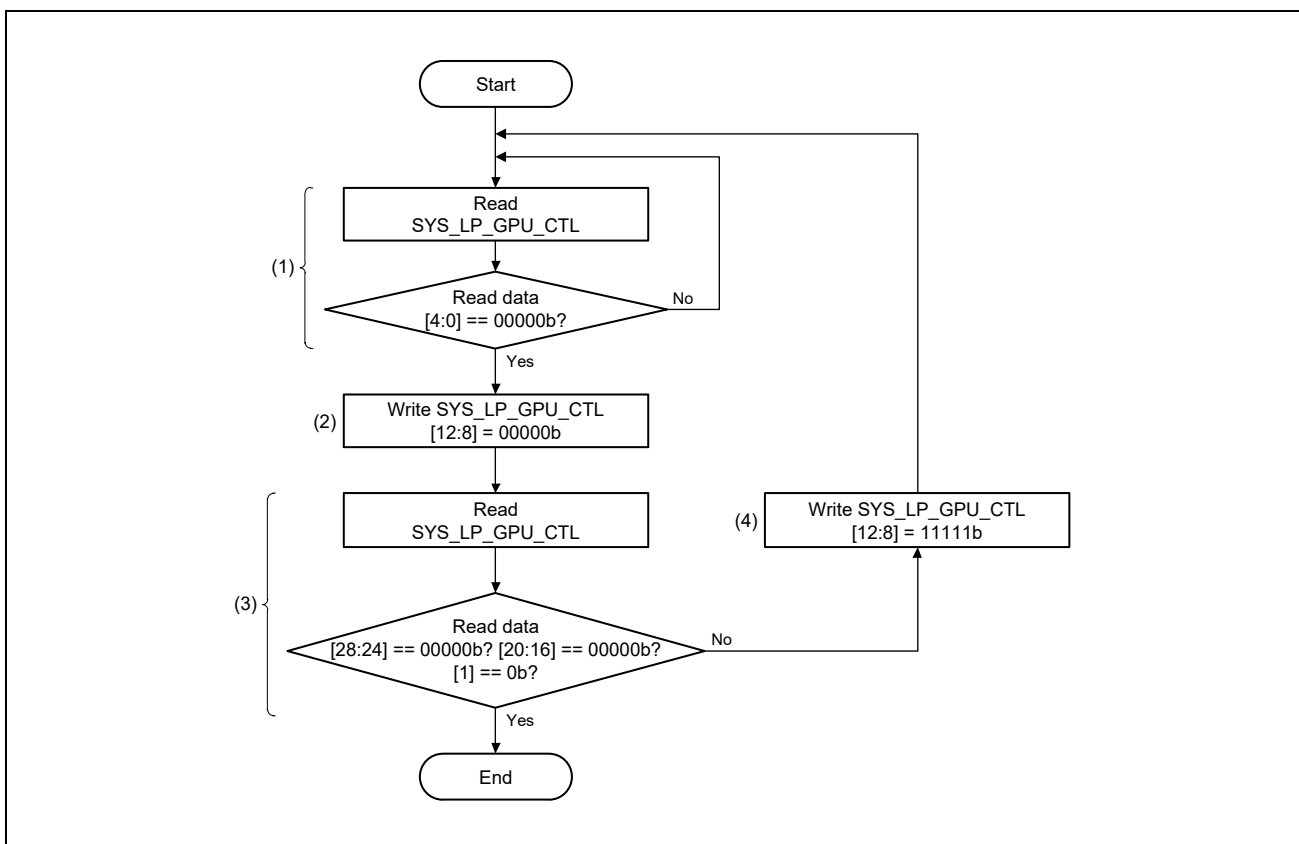 Start
Read
SYS_LP_GPU_CTL
(1)
Read data
[4:0] == 00000b?
No
Yes
(2)
Write SYS_LP_GPU_CTL
[12:8] = 00000b
Read
SYS_LP_GPU_CTL
(3)
Read data
[28:24] == 00000b? [20:16] == 00000b?
[1] == 0b?
No
(4)
Write SYS_LP_GPU_CTL
[12:8] = 11111b
Yes
End